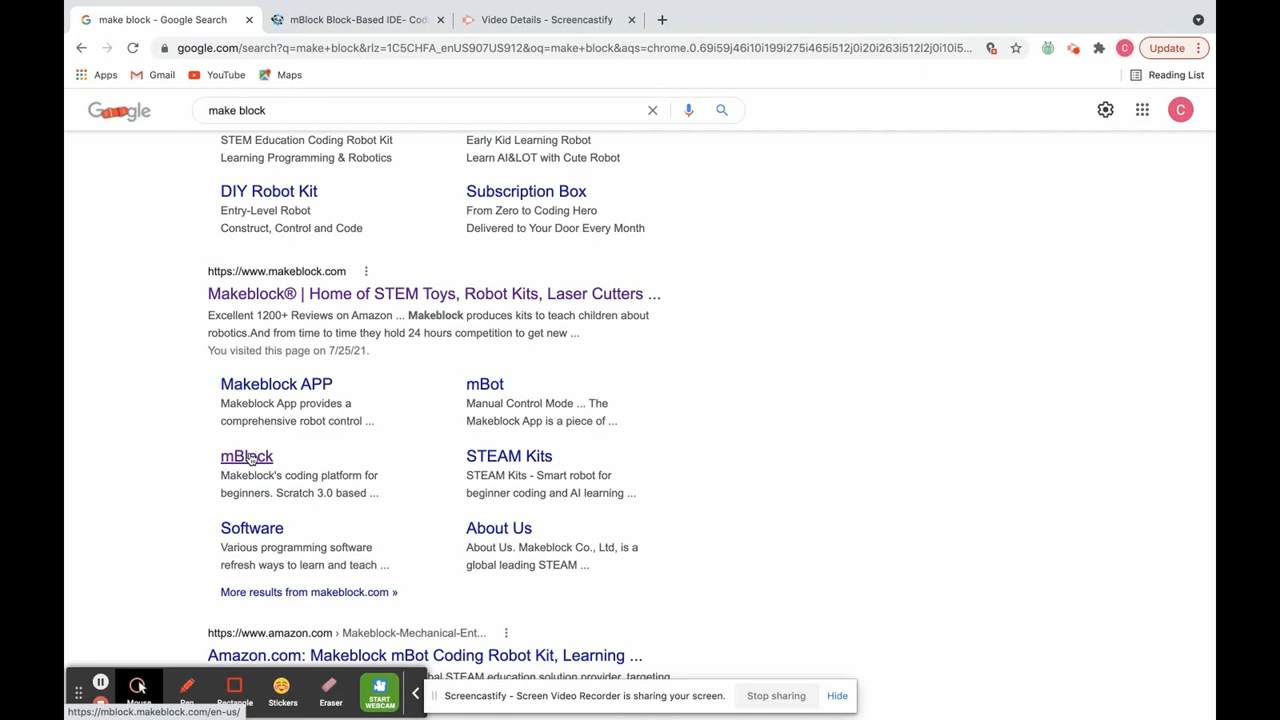 make block - Google Search
mBlock Block-Based IDE- Cod
Video Details - Screencastify
google.com/search?q=make+block&rlz=1C5CHFA_enUS907US912&oq=make+block&aqs=chrome.0.69i59j46i10i199i275i465i512j0i20i263i512l2j0i10i5...
C
Update
Apps
Gmail
YouTube
Maps
Reading List
Google
make block
C
STEM Education Coding Robot Kit
Learning Programming & Robotics
Early Kid Learning Robot
Learn AI&LOT with Cute Robot
DIY Robot Kit
Entry-Level Robot
Construct, Control and Code
Subscription Box
From Zero to Coding Hero
Delivered to Your Door Every Month
https://www.makeblock.com
Makeblock® | Home of STEM Toys, Robot Kits, Laser Cutters ...
Excellent 1200+ Reviews on Amazon ... Makeblock produces kits to teach children about
robotics.And from time to time they hold 24 hours competition to get new ...
You visited this page on 7/25/21.
Makeblock APP
Makeblock App provides a
comprehensive robot control ...
mBot
Manual Control Mode ... The
Makeblock App is a piece of ...
mBlock
Makeblock's coding platform for
beginners. Scratch 3.0 based ...
STEAM Kits
STEAM Kits - Smart robot for
beginner coding and AI learning ...
Software
Various programming software
refresh ways to learn and teach ...
About Us
About Us. Makeblock Co., Ltd, is a
global leading STEAM ...
More results from makeblock.com »
https://www.amazon.com › Makeblock-Mechanical-Ent...
Amazon.com: Makeblock mBot Coding Robot Kit, Learning ...
bal STEAM education solution provider, targeting
Mouse
Pen
Rectangle
Stickers
Eraser
START
WEBCAM
Screencastify - Screen Video Recorder is sharing your screen.
Stop sharing
Hide
https://mblock.makeblock.com/en-us/